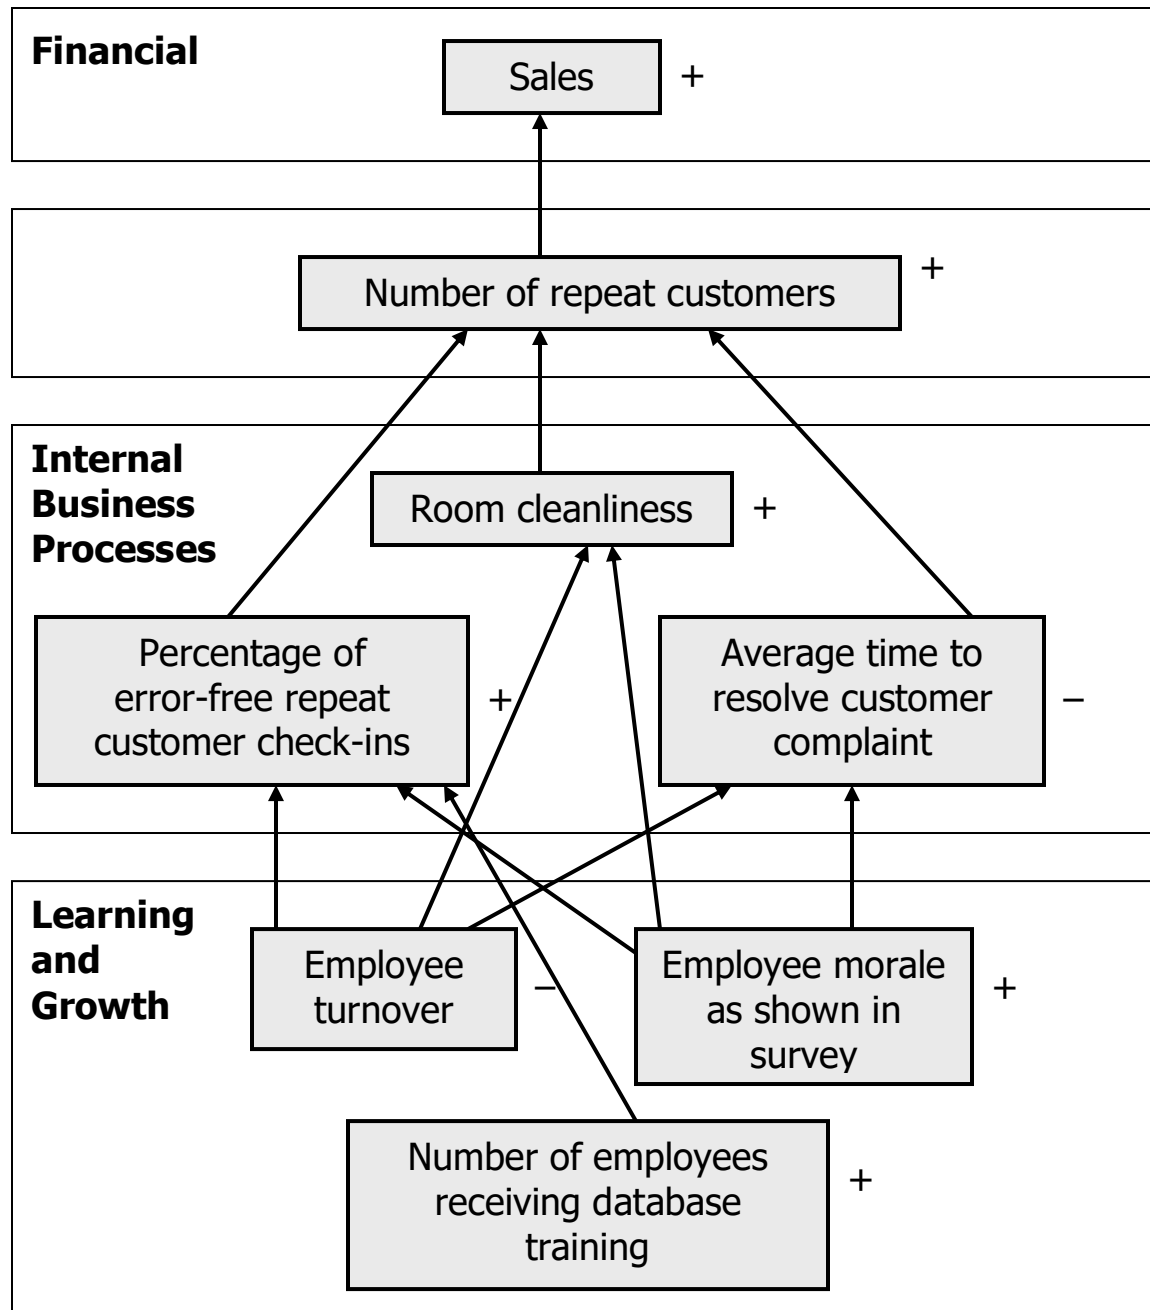 Financial
Sales
+
Number of repeat customers
+
Internal
Business
Processes
Room cleanliness
+
Percentage of
error-free repeat
customer check-ins
+
Average time to
resolve customer
complaint
–
Learning
and
Growth
Employee
turnover
–
Employee morale
as shown in
survey
+
Number of employees
receiving database
training
+